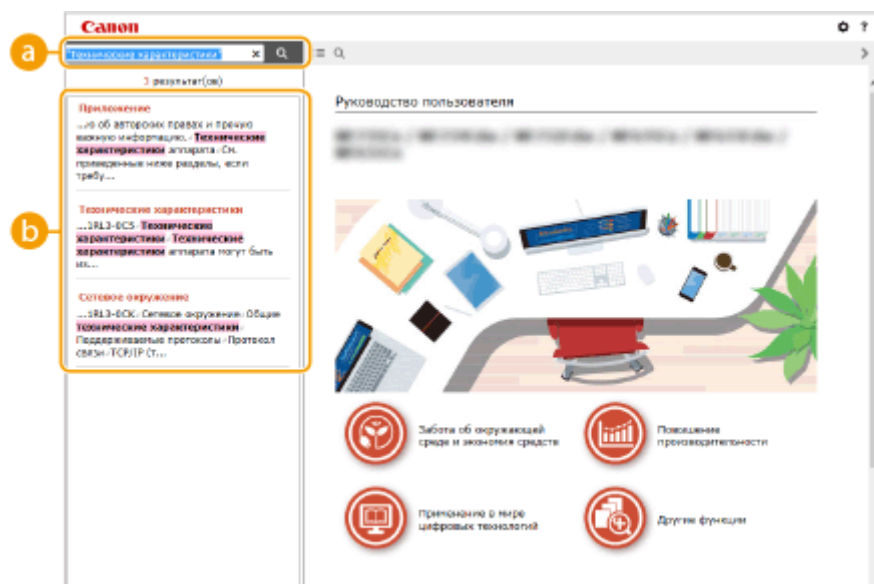 Canon
?
a
"Технические характеристики"
×
3 результат(ов)
b
Приложение
...о об авторских правах и прочую
важную информацию. Технические
характеристики аппарата См.
приведенные ниже разделы, если
требу...
Технические характеристики
...1RL3-0C5 Технические
характеристики Технические
характеристики аппарата могут быть
из...
Сетевое окружение
...1RL3-0CK Сетевое окружение Общие
технические характеристики
Поддерживаемые протоколы Протокол
связи TCP/IP (т...
Руководство пользователя
Забота об окружающей
среде и экономия средств
Повышение
производительности
Применение в мире
цифровых технологий
Другие функции